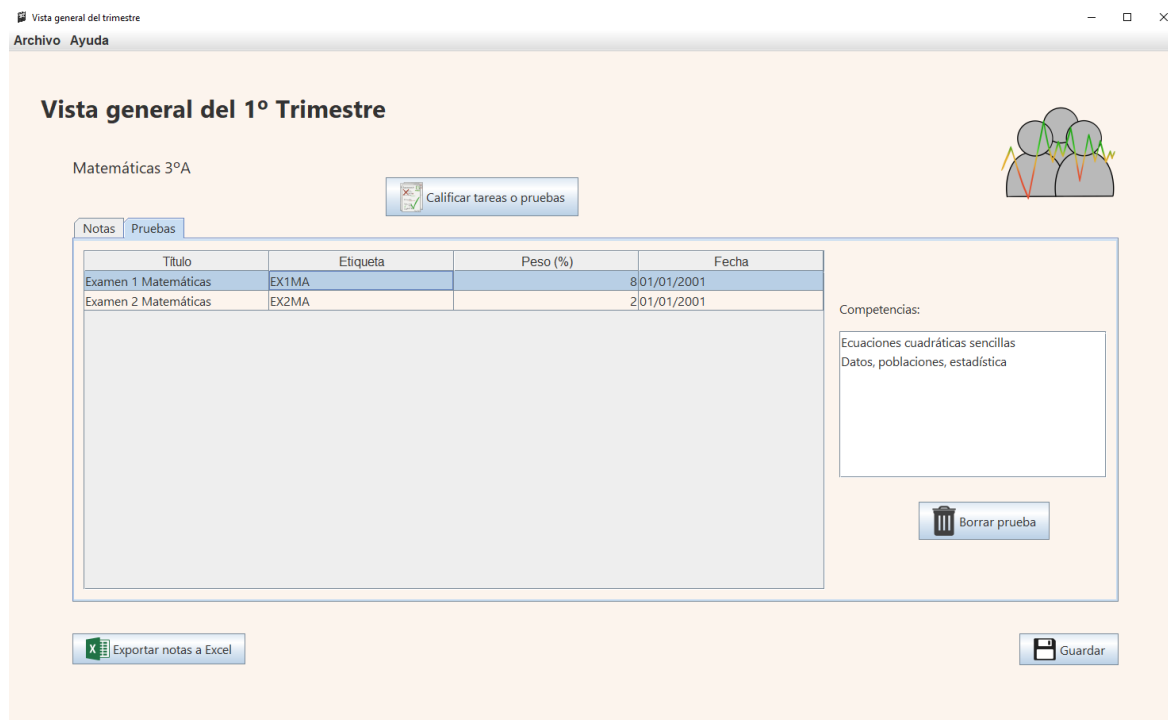 Vista general del trimestre
Archivo Ayuda
Vista general del 1º Trimestre
Matemáticas 3ºA
Calificar tareas o pruebas
Notas Pruebas
Título Etiqueta Peso (%) Fecha
Examen 1 Matemáticas EX1MA 8 01/01/2001
Examen 2 Matemáticas EX2MA 2 01/01/2001
Competencias:
Ecuaciones cuadráticas sencillas
Datos, poblaciones, estadística
Borrar prueba
Exportar notas a Excel
Guardar